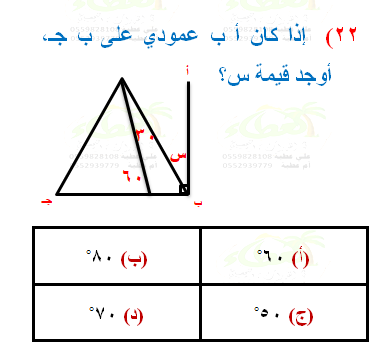 ٢٢) إذا كان أ ب عمودي على ب جـ،
أوجد قيمة س؟
أ
٣٠
س
٦٠
جـ
ب
(أ) ٦٠°
(ب) ٨٠°
(ج) ٥٠°
(د) ٧٠°